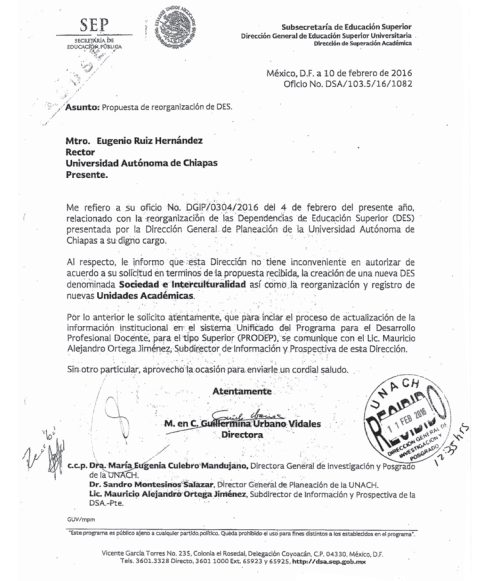 SEP
SECRETARÍA DE
EDUCACIÓN PÚBLICA
Subsecretaría de Educación Superior
Dirección General de Educación Superior Universitaria
Dirección de Superación Académica
México, D.F. a 10 de febrero de 2016
Oficio No. DSA/103.5/16/1082
Asunto: Propuesta de reorganización de DES.
Mtro. Eugenio Ruiz Hernández
Rector
Universidad Autónoma de Chiapas
Presente.
Me refiero a su oficio No. DGIP/0304/2016 del 4 de febrero del presente año,
relacionado con la reorganización de las Dependencias de Educación Superior (DES)
presentada por la Dirección General de Planeación de la Universidad Autónoma de
Chiapas a su digno cargo.
Al respecto, le informo que esta Dirección no tiene inconveniente en autorizar de
acuerdo a su solicitud en terminos de la propuesta recibida, la creación de una nueva DES
denominada Sociedad e Interculturalidad así como la reorganización y registro de
nuevas Unidades Académicas.
Por lo anterior le solicito atentamente, que para inciar el proceso de actualización de la
información institucional en el sistema Unificado del Programa para el Desarrollo
Profesional Docente, para el tipo Superior (PRODEP), se comunique con el Lic. Mauricio
Alejandro Ortega Jiménez, Subdirector de Información y Prospectiva de esta Dirección.
Sin otro particular, aprovecho la ocasión para enviarle un cordial saludo.
Atentamente
M. en C. Guillermina Urbano Vidales
Directora
UNACH
RECIBIDO
11 FEB 2016
DIRECCION GENERAL DE
INVESTIGACION Y
POSGRADO
12:35 hrs
c.c.p. Dra. María Eugenia Culebro Mandujano, Directora General de Investigación y Posgrado
de la UNACH.
Dr. Sandro Montesinos Salazar, Director General de Planeación de la UNACH.
Lic. Mauricio Alejandro Ortega Jiménez, Subdirector de Información y Prospectiva de la
DSA.-Pte.
GUV/mpm
"Este programa es público ajeno a cualquier partido político. Queda prohibido el uso para fines distintos a los establecidos en el programa".
Vicente García Torres No. 235, Colonia el Rosedal, Delegación Coyoacán, C.P. 04330, México, D.F.
Tels. 3601.3328 Directo, 3601 1000 Ext. 65923 y 65925, http://dsa.sep.gob.mx